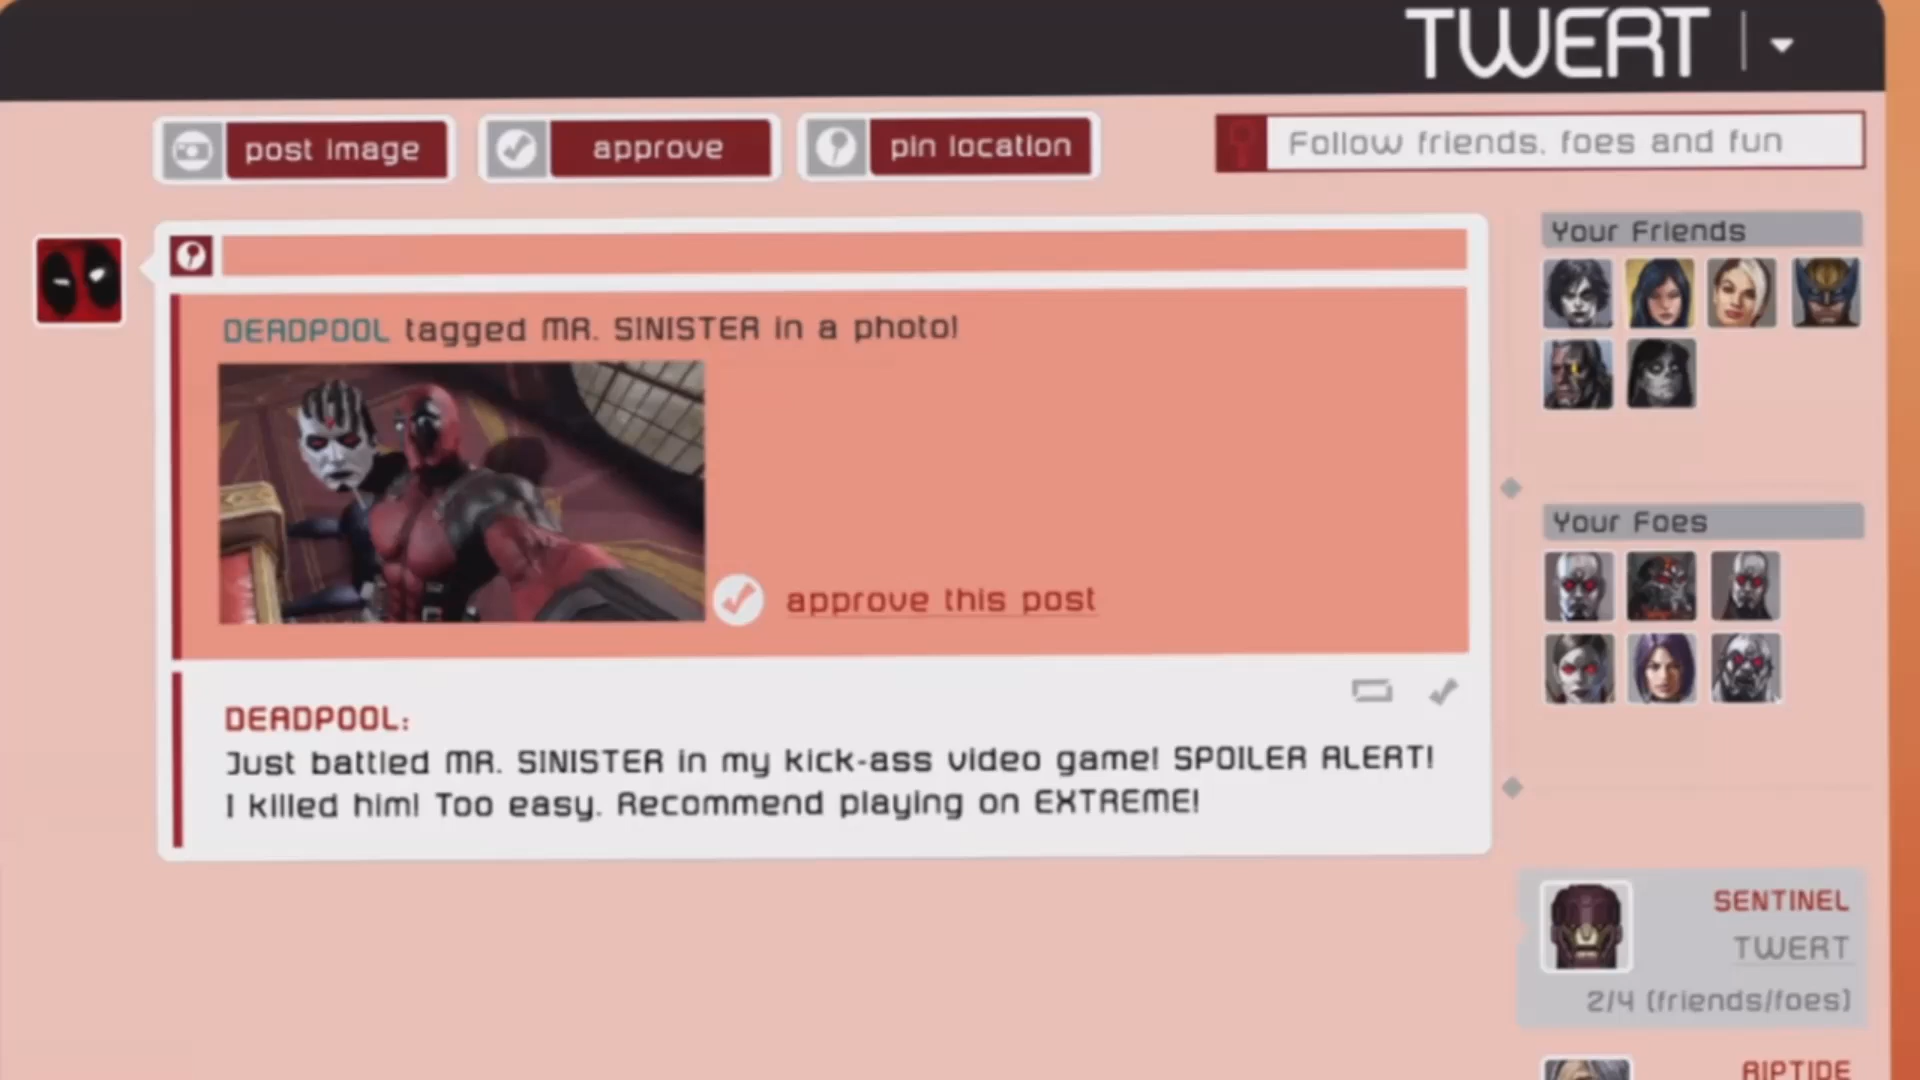 TWERT
post image
approve
pin location
Follow friends. foes and fun
DEADPOOL tagged MR. SINISTER in a photo!
approve this post
DEADPOOL:
Just battled MR. SINISTER in my kick-ass video game! SPOILER ALERT!
I killed him! Too easy. Recommend playing on EXTREME!
Your Friends
Your Foes
SENTINEL
TWERT
2/4 (friends/foes)
RIPTIDE